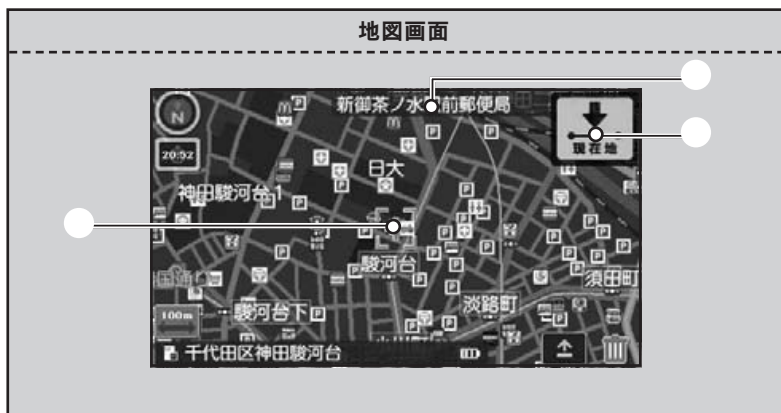 地図画面
新御茶ノ水
前郵便局
N
現在地
20:52
日大
神田駿河台1
駿河台
須田町
淡路町
駿河台下
100m
千代田区神田駿河台